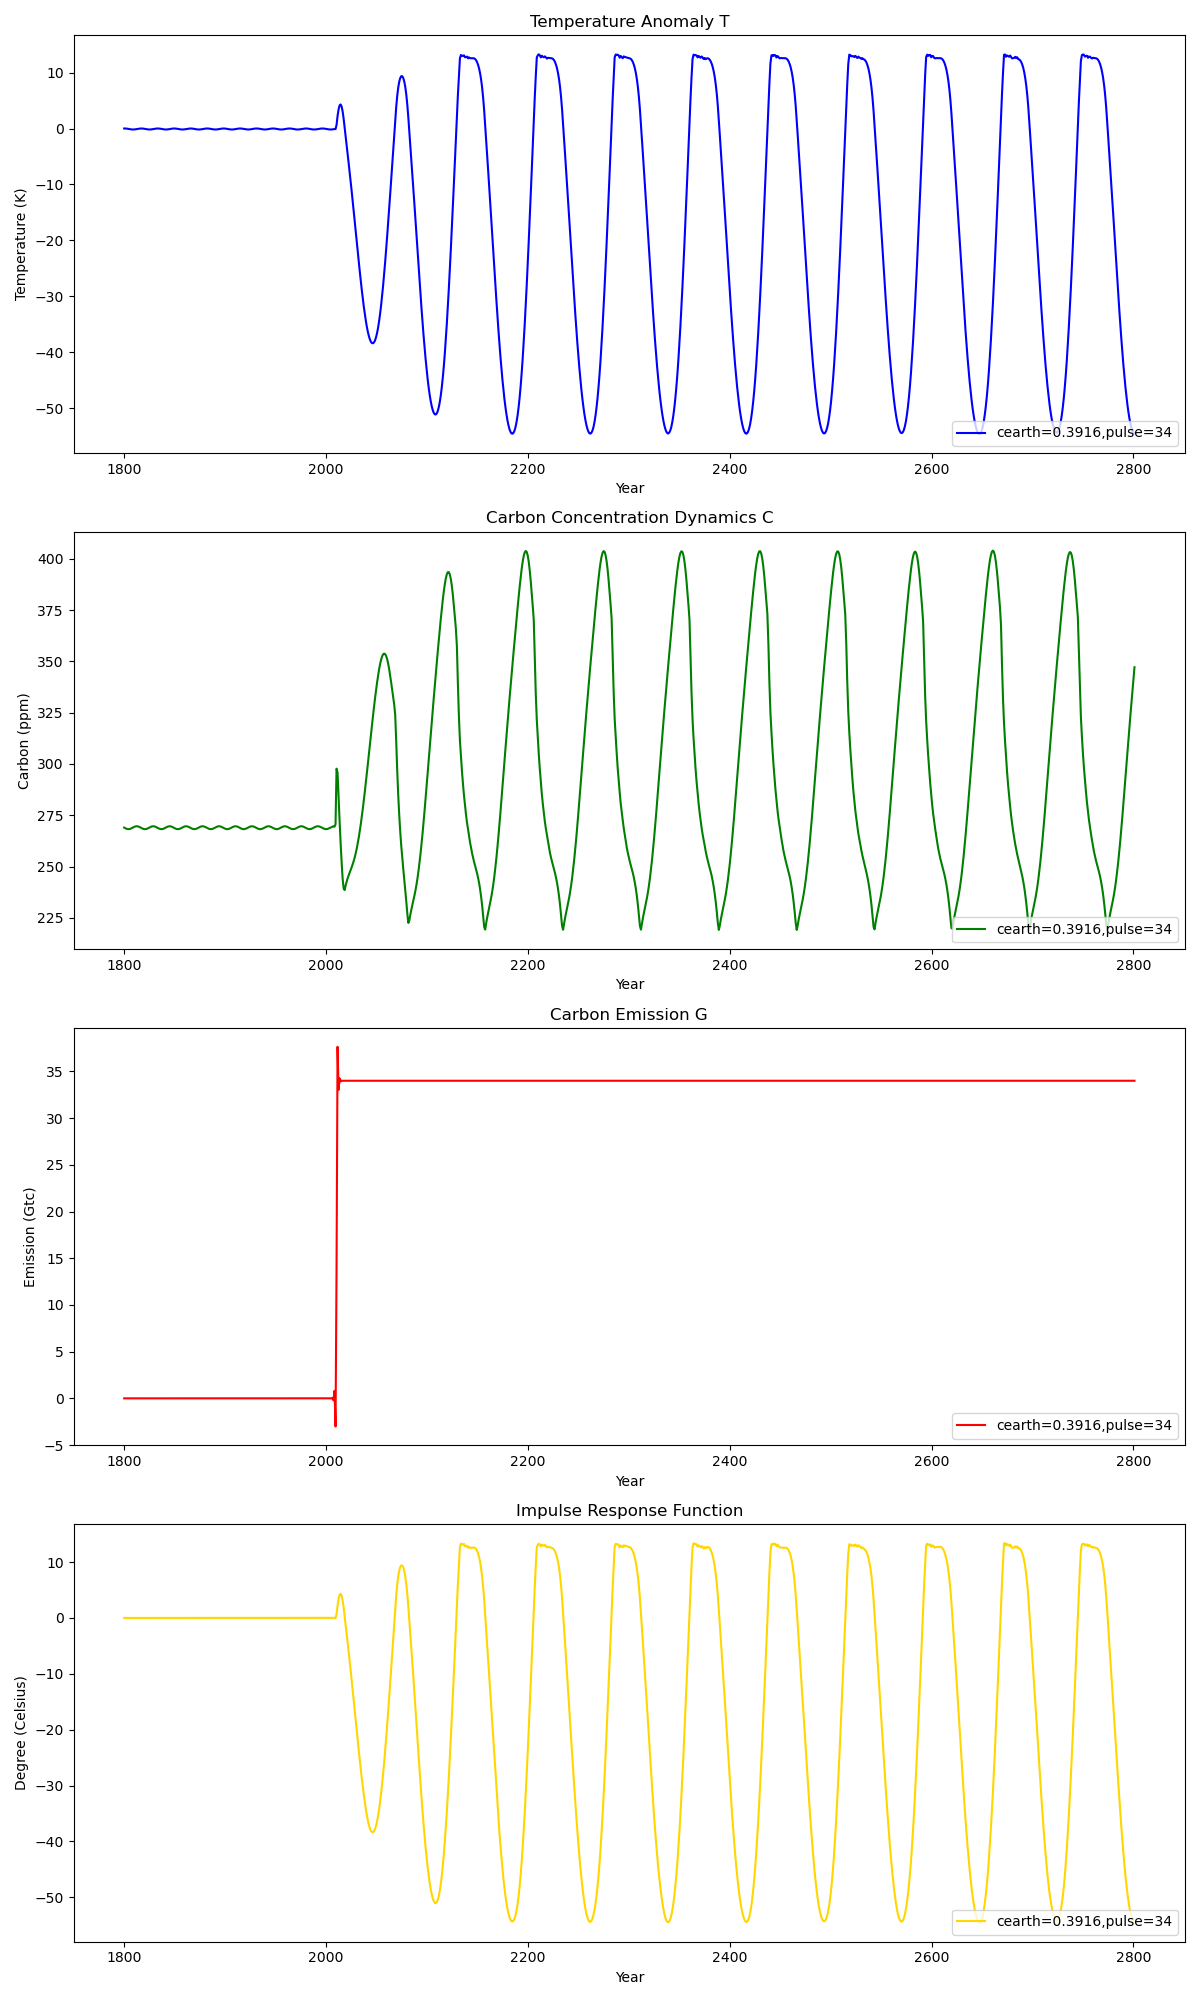 Temperature Anomaly T
10
0
−10
−20
−30
−40
−50
Temperature (K)
cearth=0.3916,pulse=34
1800 2000 2200 2400 2600 2800
Year
Carbon Concentration Dynamics C
400
375
350
325
300
275
250
225
Carbon (ppm)
cearth=0.3916,pulse=34
1800 2000 2200 2400 2600 2800
Year
Carbon Emission G
35
30
25
20
15
10
5
0
−5
Emission (Gtc)
cearth=0.3916,pulse=34
1800 2000 2200 2400 2600 2800
Year
Impulse Response Function
10
0
−10
−20
−30
−40
−50
Degree (Celsius)
cearth=0.3916,pulse=34
1800 2000 2200 2400 2600 2800
Year